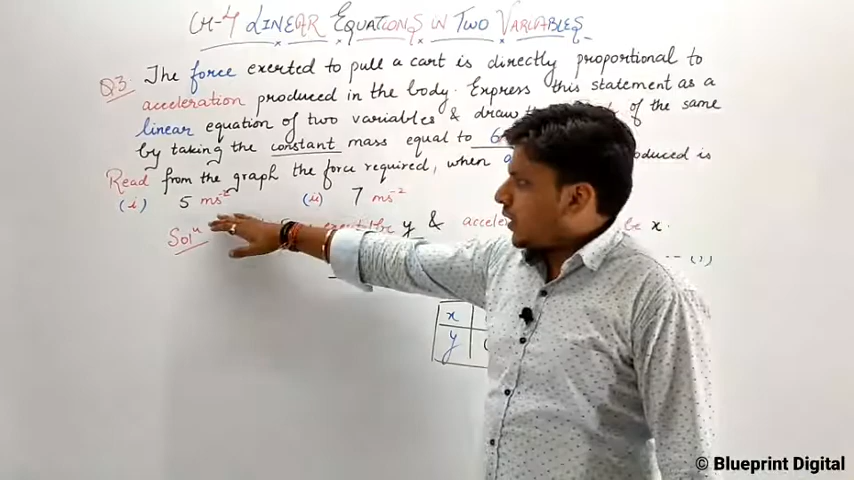 CH-4 LINEAR EQUATIONS IN TWO VARIABLES
Q3. The force exerted to pull a cart is directly proportional to
acceleration produced in the body. Express this statement as a
linear equation of two variables & draw the of the same
by taking the constant mass equal to 6
Read from the graph the force required, when produced is
(i) 5 ms⁻² (ii) 7 ms⁻²
Solⁿ y & be x.
-- (1)
x
y
© Blueprint Digital